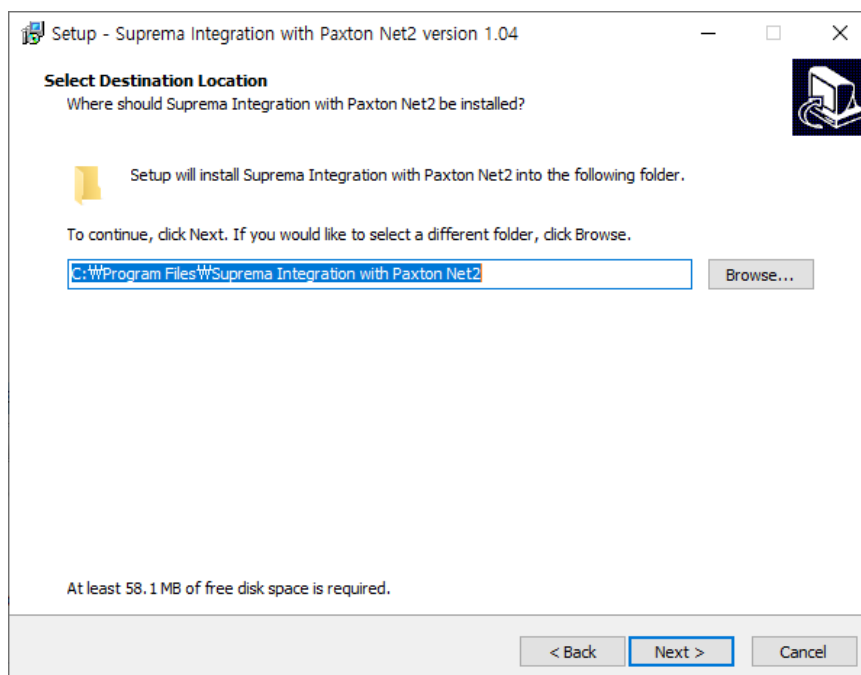 Setup - Suprema Integration with Paxton Net2 version 1.04
Select Destination Location
Where should Suprema Integration with Paxton Net2 be installed?
Setup will install Suprema Integration with Paxton Net2 into the following folder.
To continue, click Next. If you would like to select a different folder, click Browse.
C:₩Program Files₩Suprema Integration with Paxton Net2
Browse...
At least 58.1 MB of free disk space is required.
< Back
Next >
Cancel